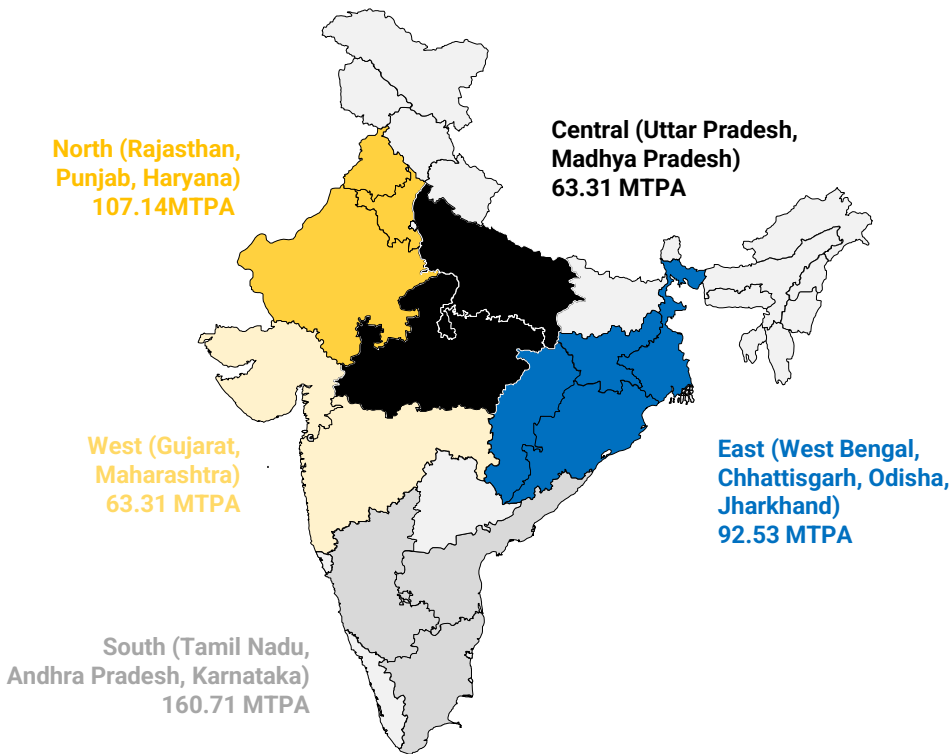 North (Rajasthan,
Punjab, Haryana)
107.14MTPA
Central (Uttar Pradesh,
Madhya Pradesh)
63.31 MTPA
West (Gujarat,
Maharashtra)
63.31 MTPA
East (West Bengal,
Chhattisgarh, Odisha,
Jharkhand)
92.53 MTPA
South (Tamil Nadu,
Andhra Pradesh, Karnataka)
160.71 MTPA